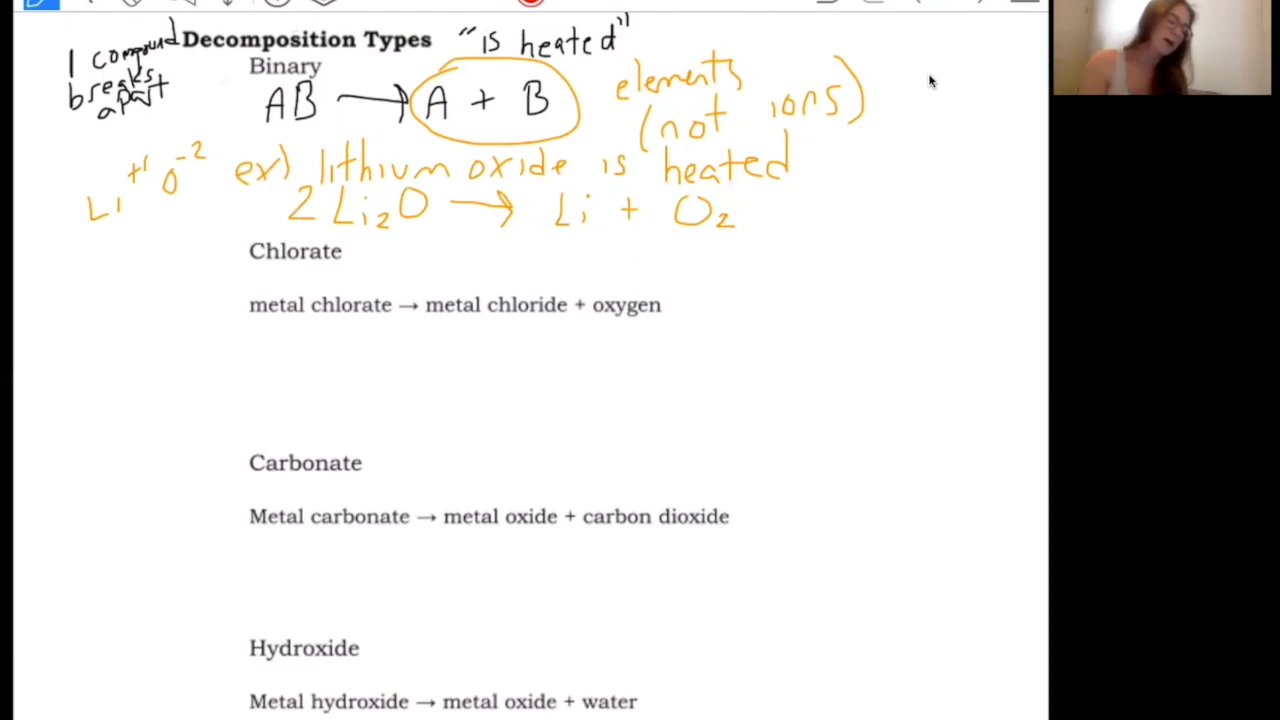 1 compound
breaks
apart
Decomposition Types "is heated"
Binary
AB → A + B
elements
(not ions)
Li⁺¹ O⁻² ex) lithium oxide is heated
2 Li₂O → Li + O₂
Chlorate
metal chlorate → metal chloride + oxygen
Carbonate
Metal carbonate → metal oxide + carbon dioxide
Hydroxide
Metal hydroxide → metal oxide + water